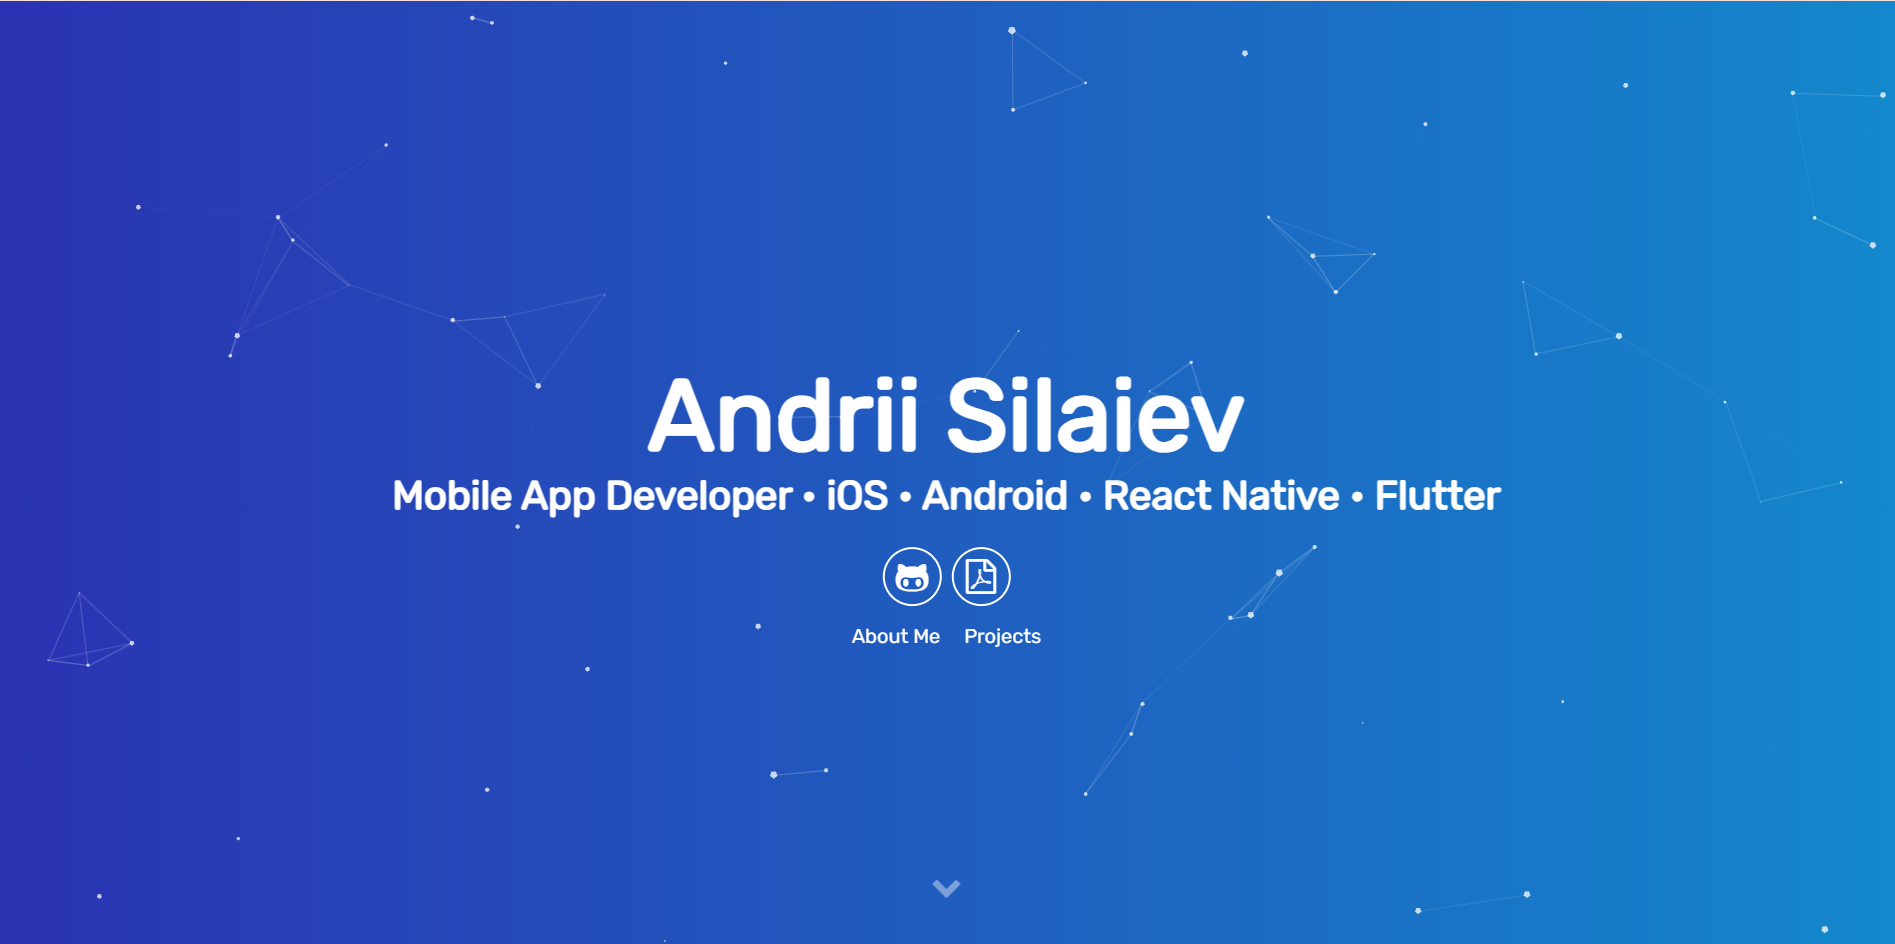 Andrii Silaiev
Mobile App Developer • iOS • Android • React Native • Flutter
About Me Projects